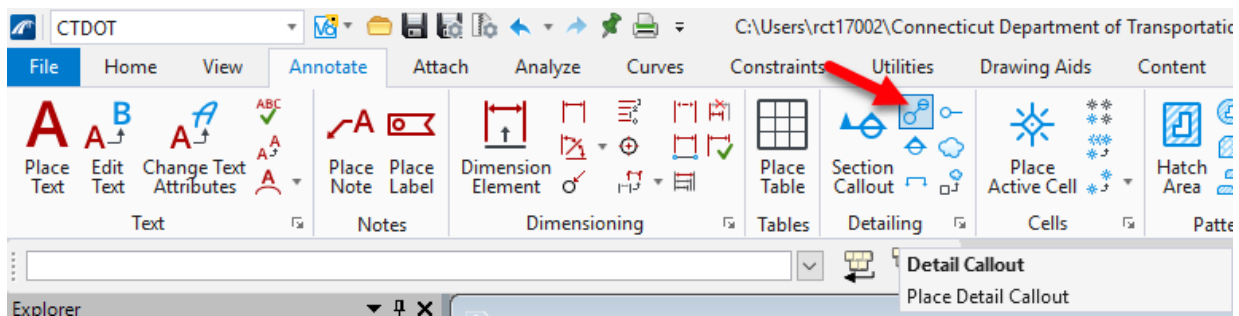 CTDOT
C:\Users\rct17002\Connecticut Department of Transportatio
File Home View Annotate Attach Analyze Curves Constraints Utilities Drawing Aids Content
Place Text
Edit Text
Change Text Attributes
ABC
Place Note
Place Label
Dimension Element
Place Table
Section Callout
Place Active Cell
Hatch Area
Text Notes Dimensioning Tables Detailing Cells Patte
Detail Callout
Place Detail Callout
Explorer